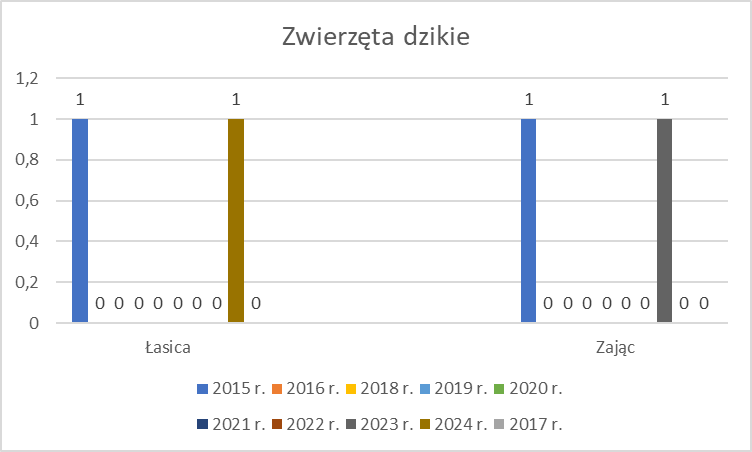 Zwierzęta dzikie
1,2
1
0,8
0,6
0,4
0,2
0
1 0 0 0 0 0 0 0 1 0
1 0 0 0 0 0 0 1 0 0
Łasica Zając
2015 r. 2016 r. 2018 r. 2019 r. 2020 r.
2021 r. 2022 r. 2023 r. 2024 r. 2017 r.